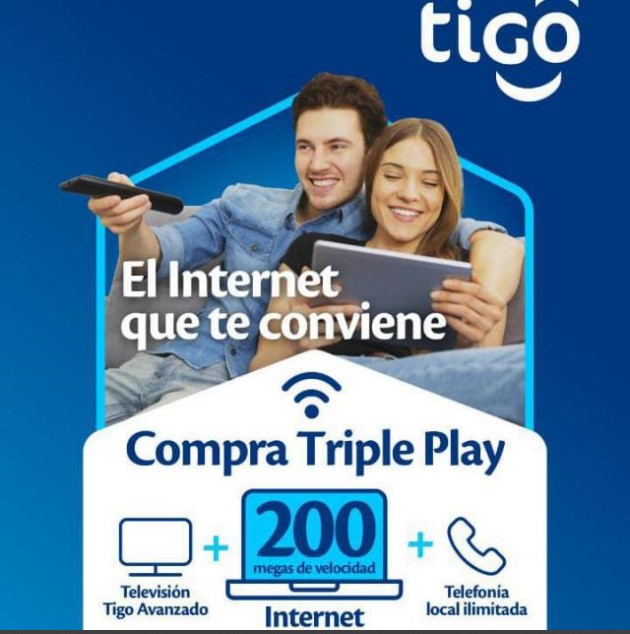 tigo
El Internet
que te conviene
Compra Triple Play
Televisión
Tigo Avanzado
+
200
megas de velocidad
Internet
+
Telefonía
local ilimitada